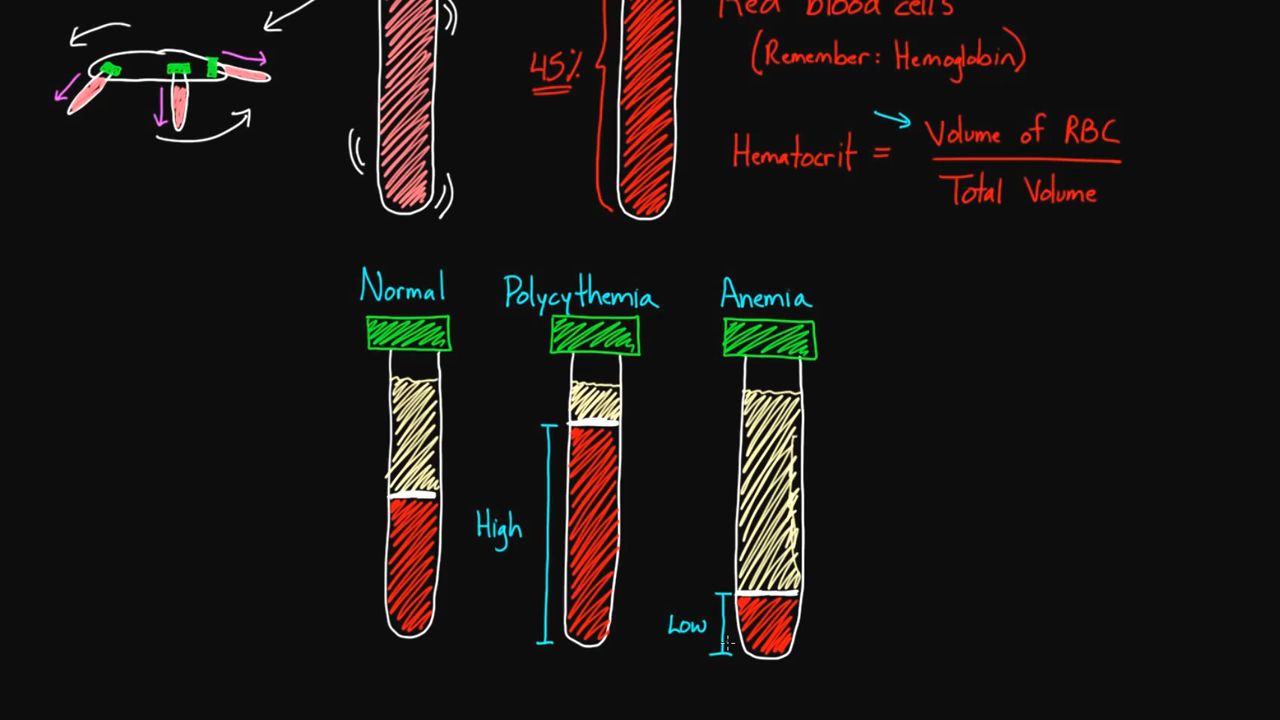 Red blood cells
45%
(Remember: Hemoglobin)
Hematocrit = Volume of RBC
Total Volume
Normal
Polycythemia
Anemia
High
Low